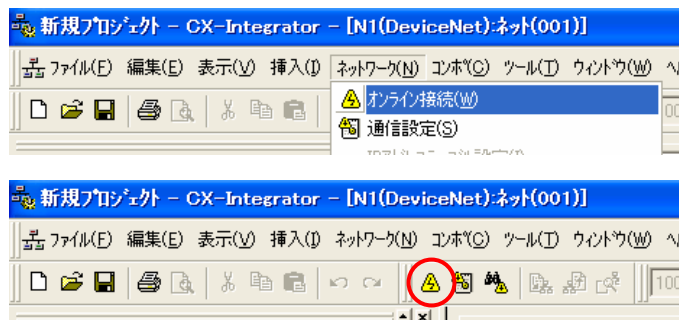 新規ﾌﾟﾛｼﾞｪｸﾄ - CX-Integrator - [N1(DeviceNet):ﾈｯﾄ(001)]
ﾌｧｲﾙ(F) 編集(E) 表示(V) 挿入(I) ﾈｯﾄﾜｰｸ(N) ｺﾝﾎﾟ(C) ﾂｰﾙ(T) ｳｨﾝﾄﾞｳ(W)
ｵﾝﾗｲﾝ接続(W)
通信設定(S)
新規ﾌﾟﾛｼﾞｪｸﾄ - CX-Integrator - [N1(DeviceNet):ﾈｯﾄ(001)]
ﾌｧｲﾙ(F) 編集(E) 表示(V) 挿入(I) ﾈｯﾄﾜｰｸ(N) ｺﾝﾎﾟ(C) ﾂｰﾙ(T) ｳｨﾝﾄﾞｳ(W)
100